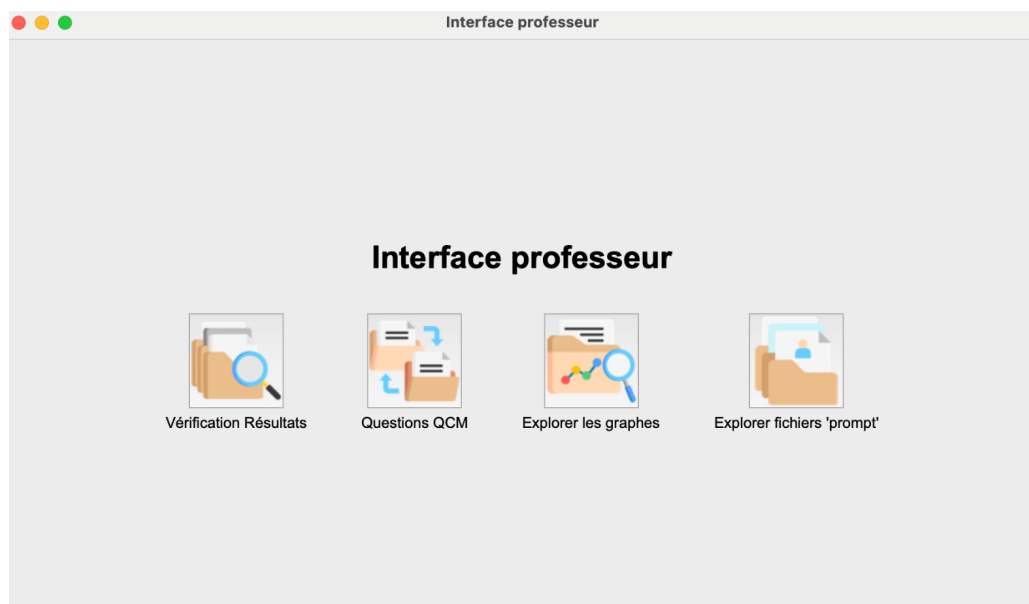 Interface professeur
Interface professeur
Vérification Résultats
Questions QCM
Explorer les graphes
Explorer fichiers 'prompt'